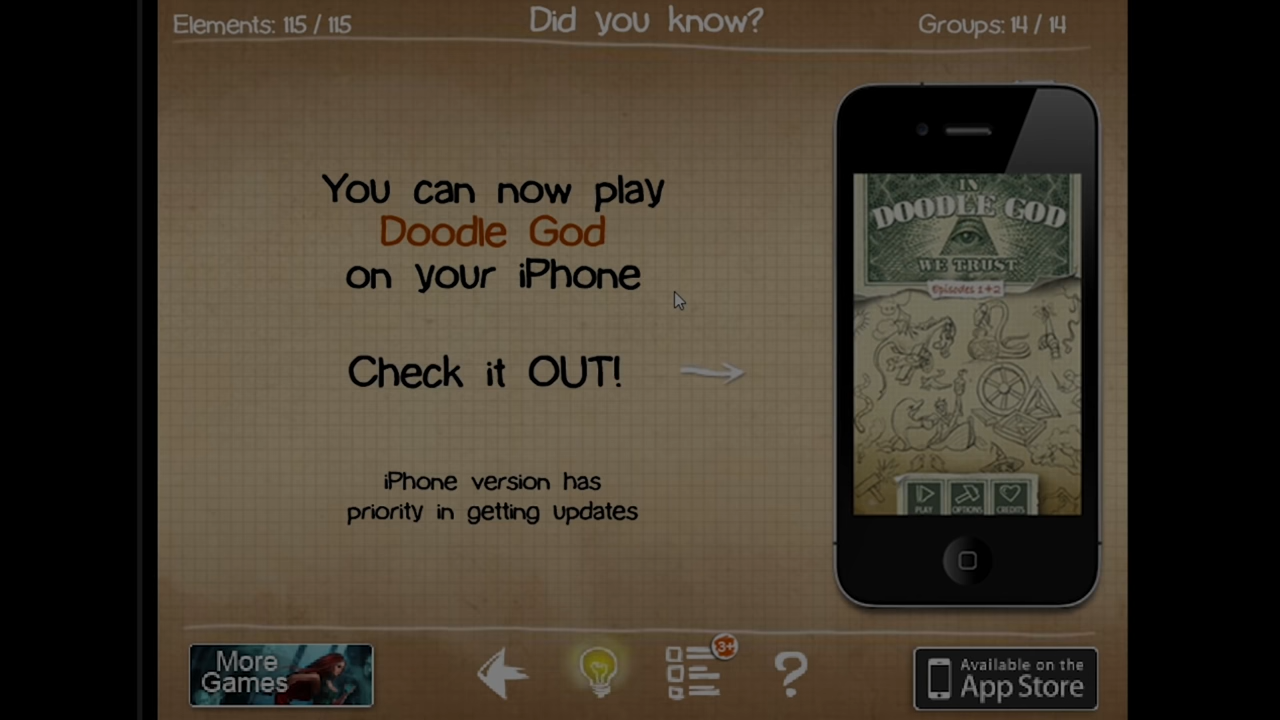 Elements: 115 / 115
Did you know?
Groups: 14 / 14
You can now play
Doodle God
on your iPhone
Check it OUT!
iPhone version has
priority in getting updates
IN
DOODLE GOD
WE TRUST
Episodes 1+2
PLAY
OPTIONS
CREDITS
More
Games
3+
?
Available on the
App Store